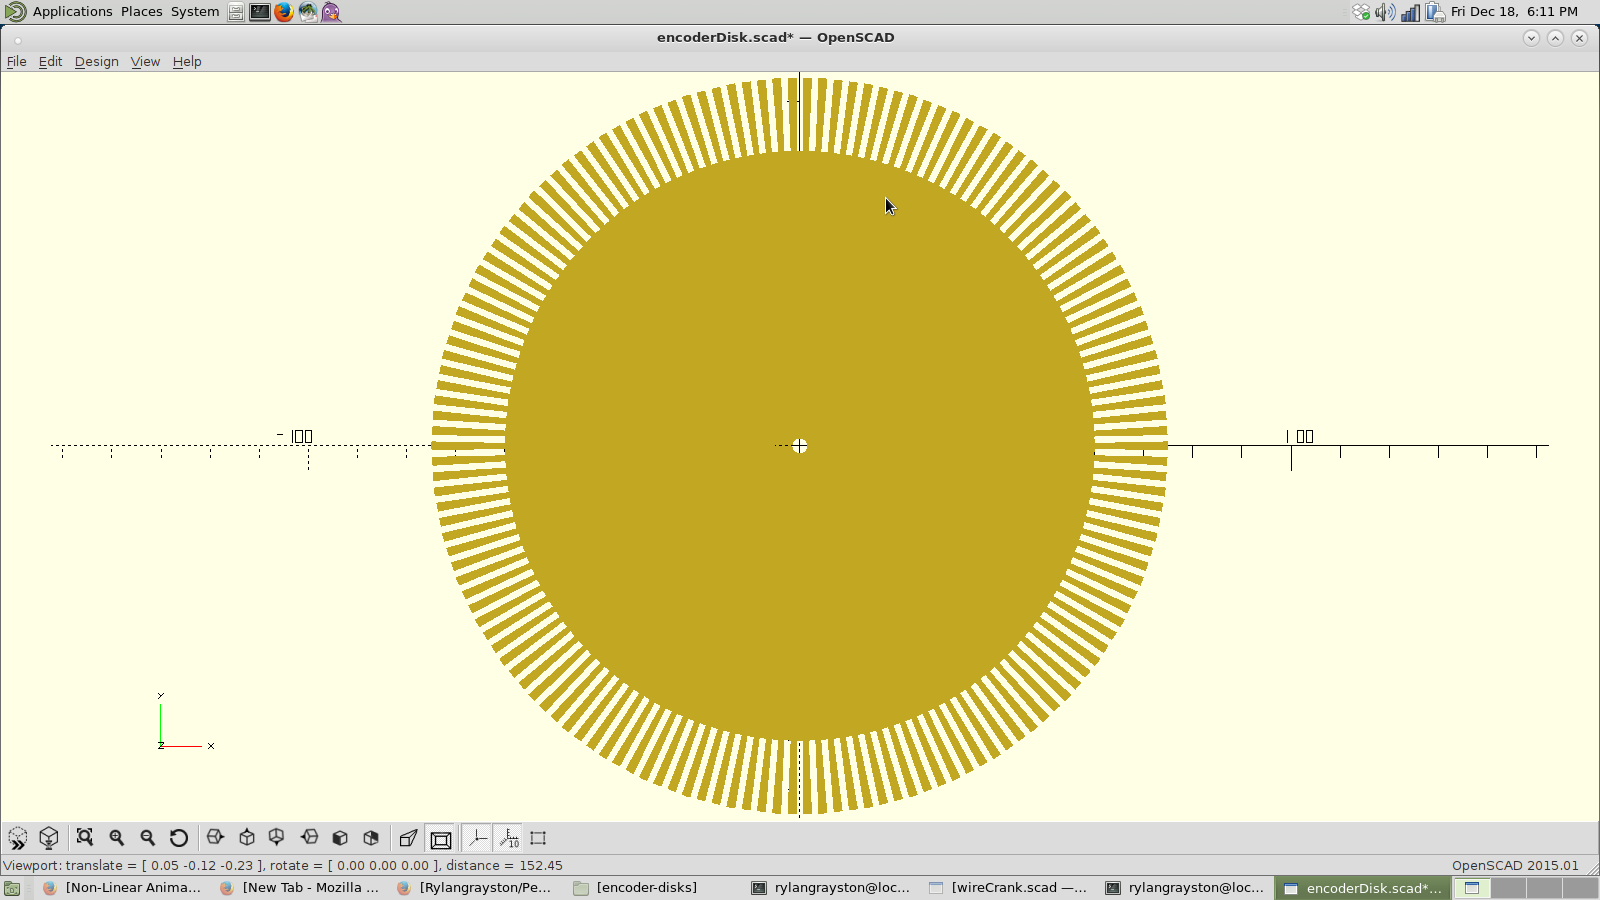 Applications Places System Fri Dec 18, 6:11 PM
encoderDisk.scad* — OpenSCAD
File Edit Design View Help
- 100 100
Y
Z X
10
Viewport: translate = [ 0.05 -0.12 -0.23 ], rotate = [ 0.00 0.00 0.00 ], distance = 152.45 OpenSCAD 2015.01
[Non-Linear Anima... [New Tab - Mozilla ... [Rylangrayston/Pe... [encoder-disks] rylangrayston@loc... [wireCrank.scad —... rylangrayston@loc... encoderDisk.scad*...